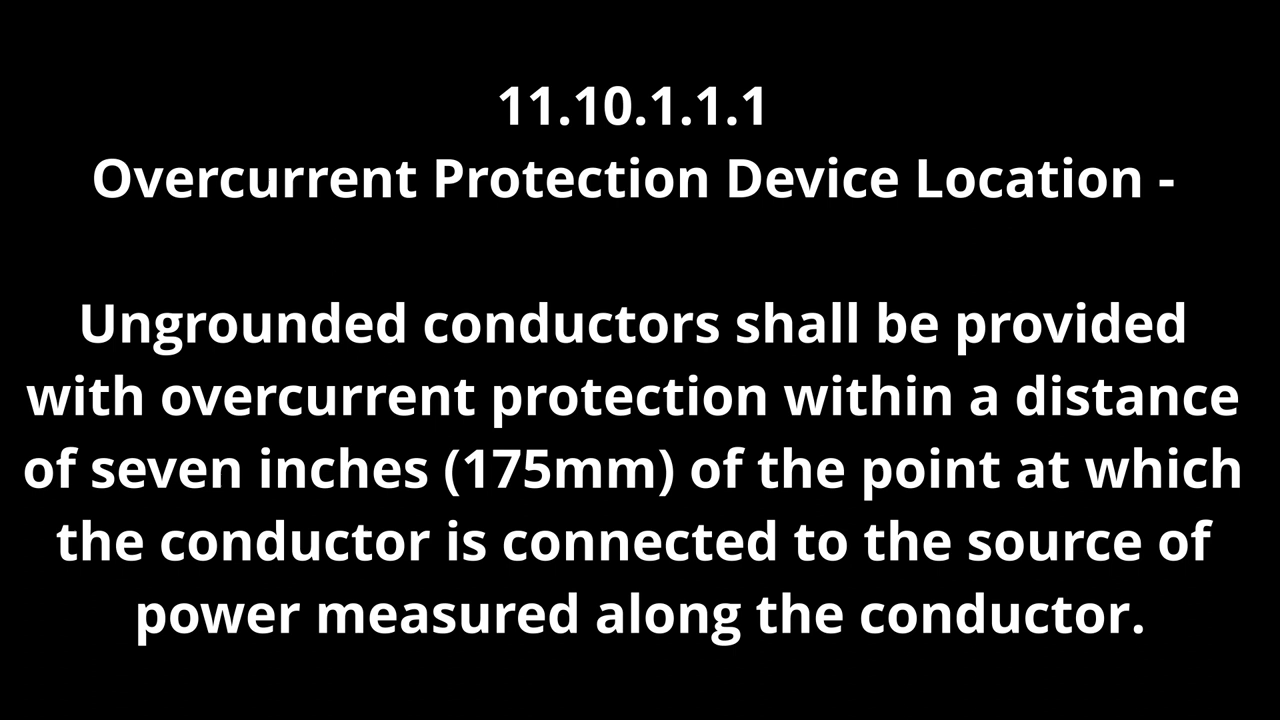 11.10.1.1.1
Overcurrent Protection Device Location -
Ungrounded conductors shall be provided
with overcurrent protection within a distance
of seven inches (175mm) of the point at which
the conductor is connected to the source of
power measured along the conductor.